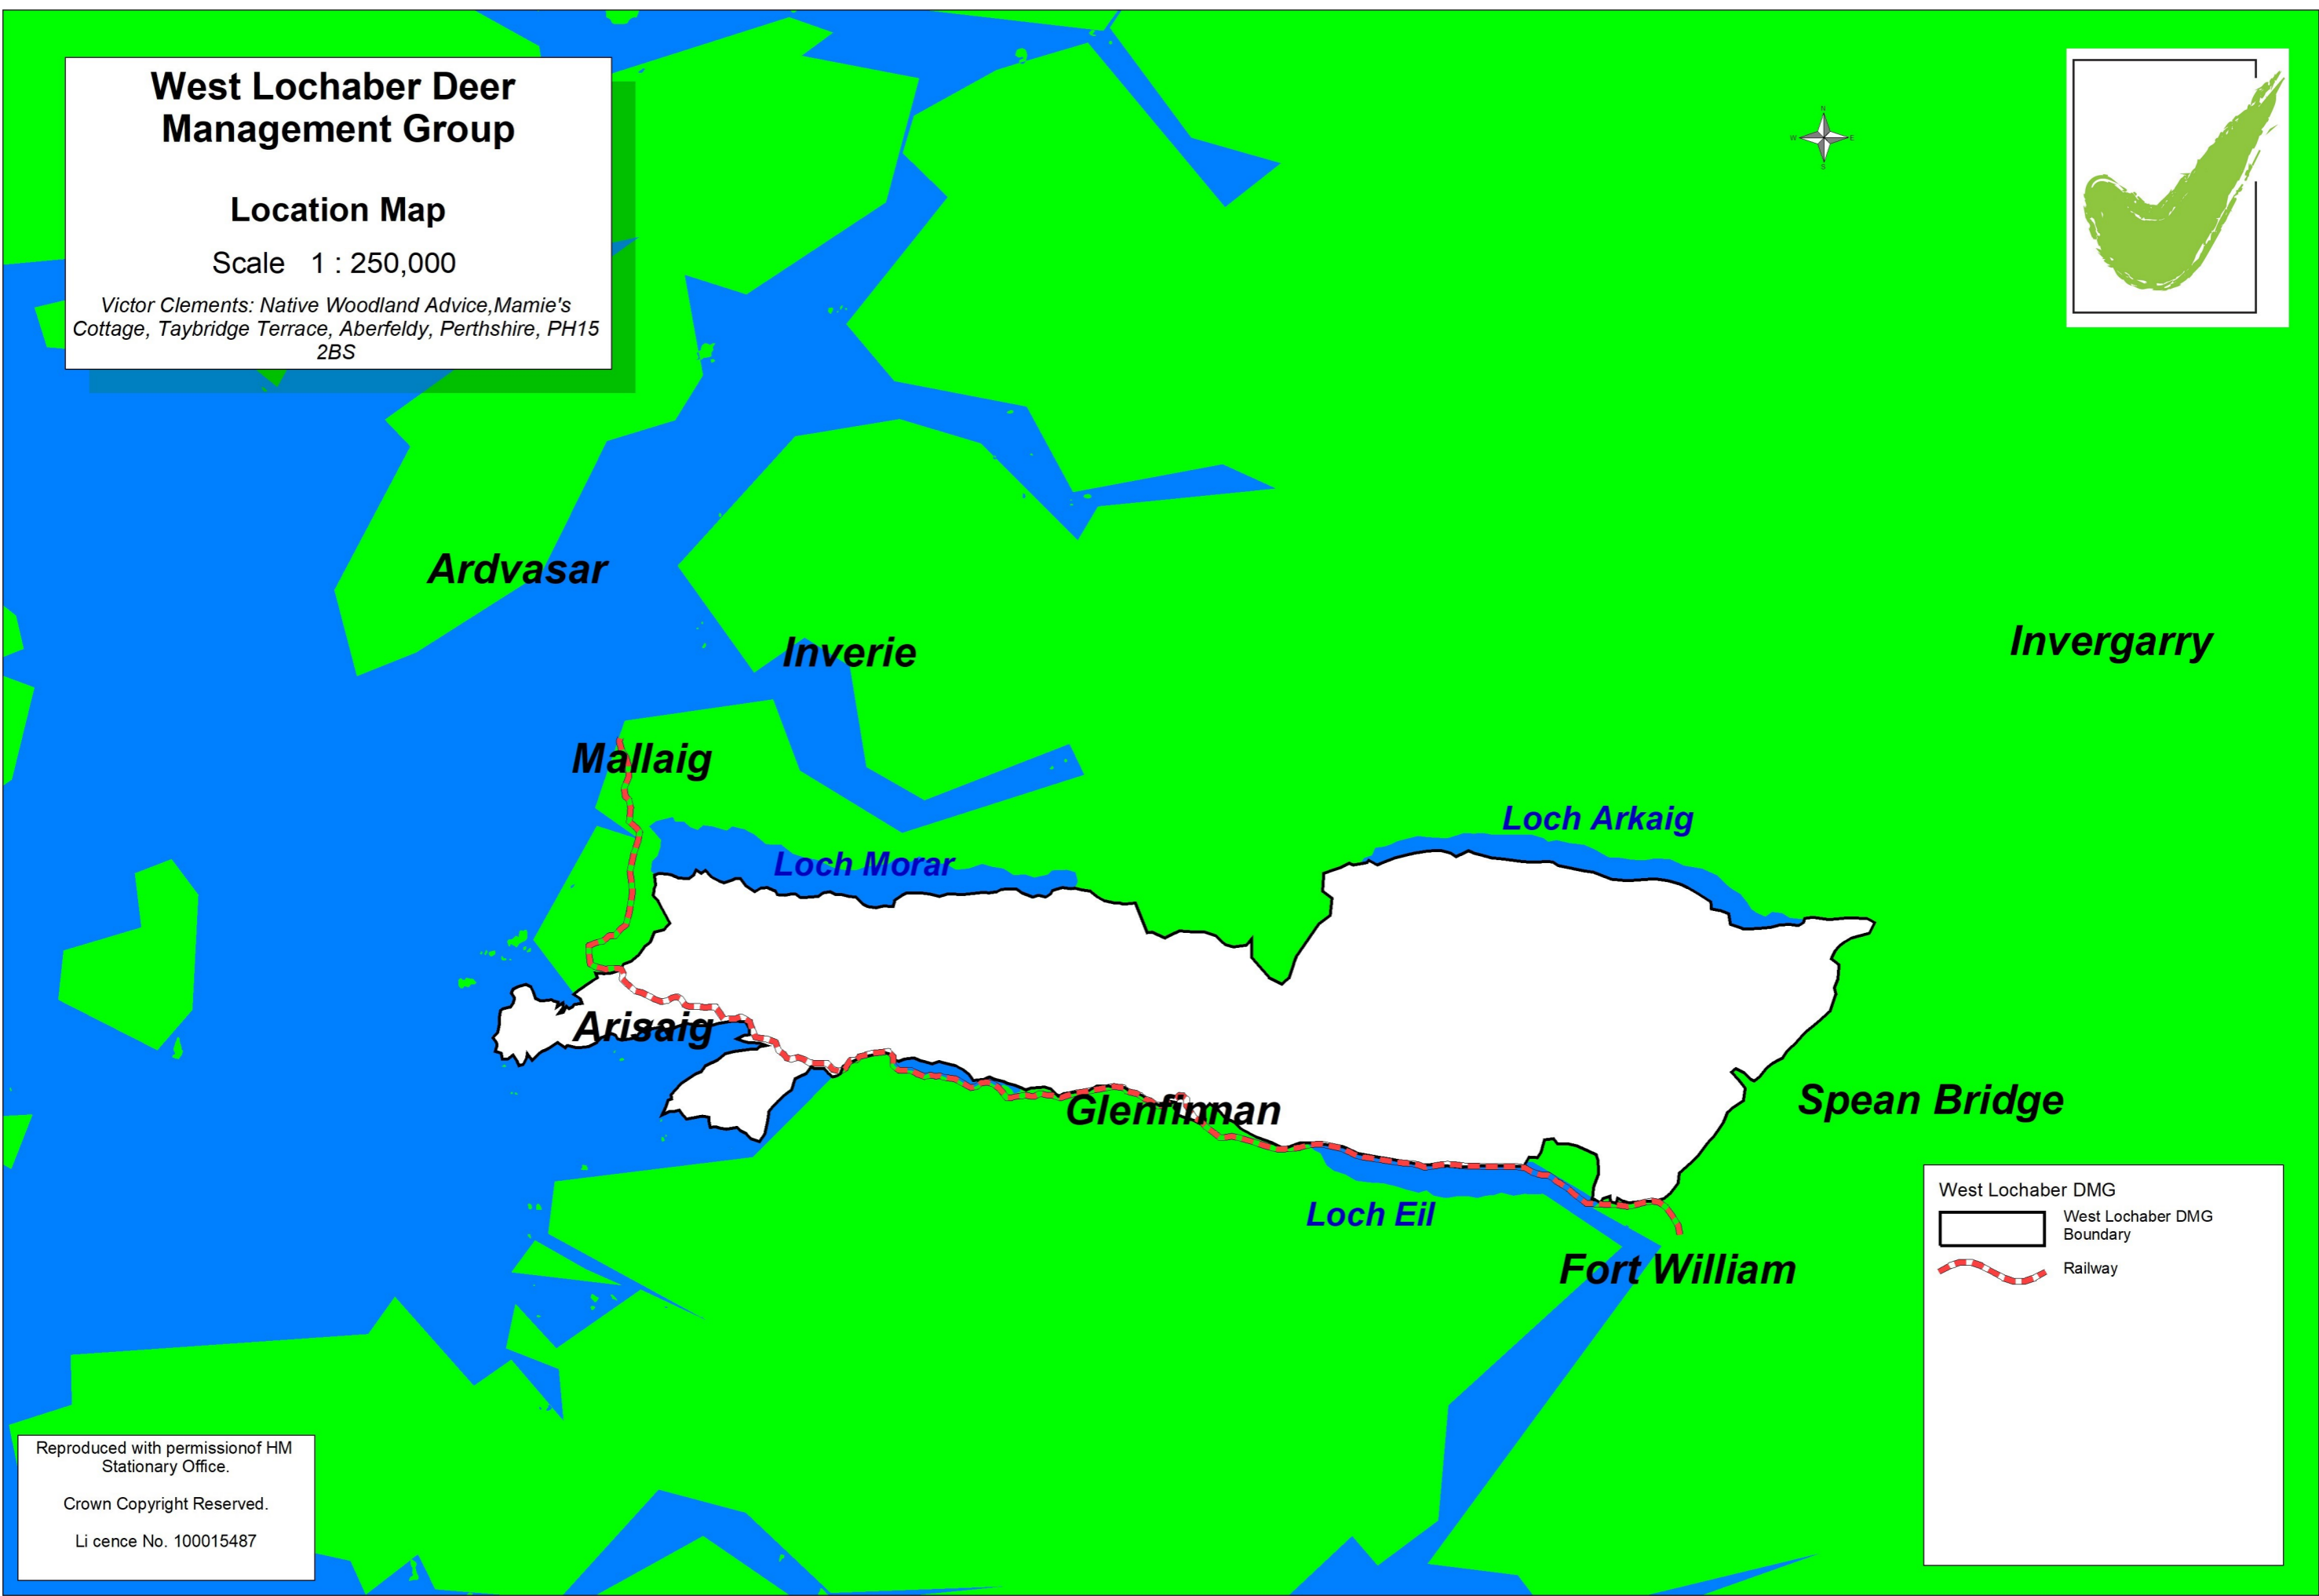 West Lochaber Deer
Management Group
Location Map
Scale 1 : 250,000
Victor Clements: Native Woodland Advice,Mamie's
Cottage, Taybridge Terrace, Aberfeldy, Perthshire, PH15
2BS
N
W E
S
Ardvasar
Inverie
Invergarry
Mallaig
Loch Arkaig
Loch Morar
Arisaig
Glenfinnan
Spean Bridge
Loch Eil
Fort William
West Lochaber DMG
West Lochaber DMG
Boundary
Railway
Reproduced with permissionof HM
Stationary Office.
Crown Copyright Reserved.
Li cence No. 100015487